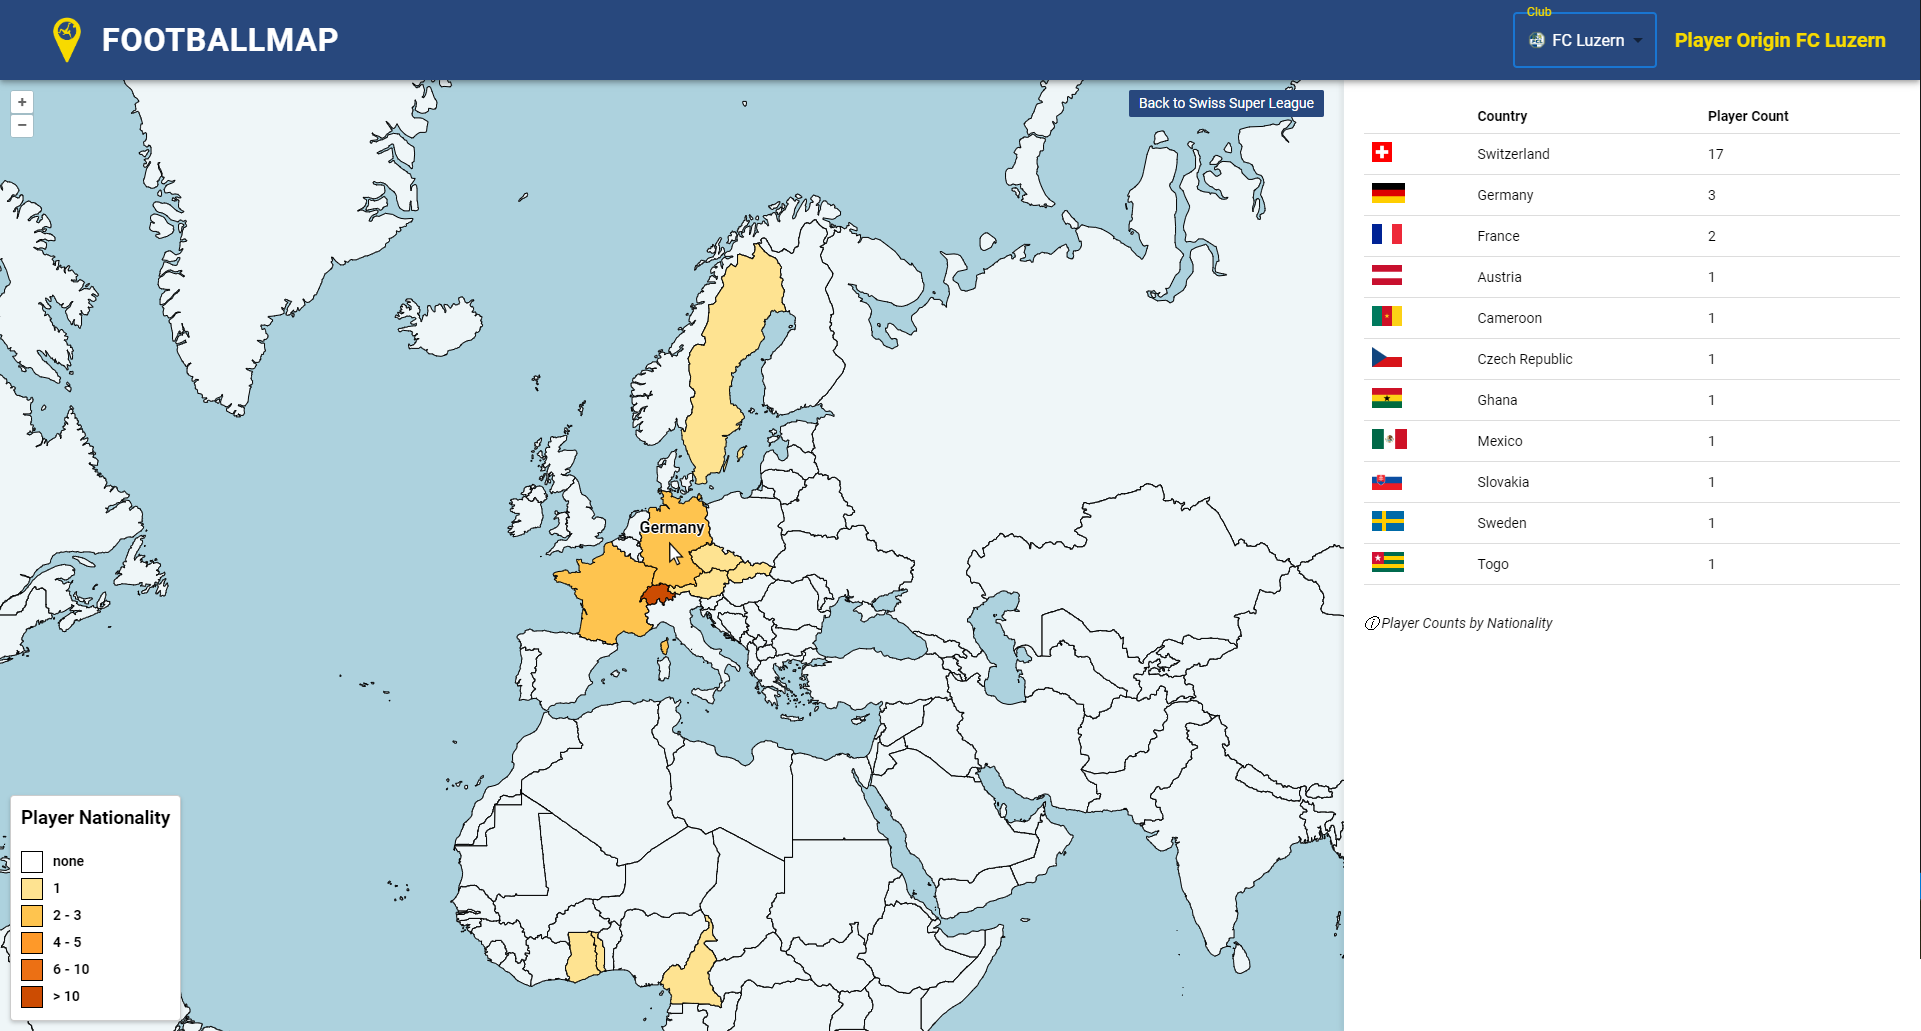 FOOTBALLMAP
Club
FC Luzern
Player Origin FC Luzern
+
−
Back to Swiss Super League
Germany
Player Nationality
none
1
2 - 3
4 - 5
6 - 10
> 10
Country Player Count
Switzerland 17
Germany 3
France 2
Austria 1
Cameroon 1
Czech Republic 1
Ghana 1
Mexico 1
Slovakia 1
Sweden 1
Togo 1
Player Counts by Nationality